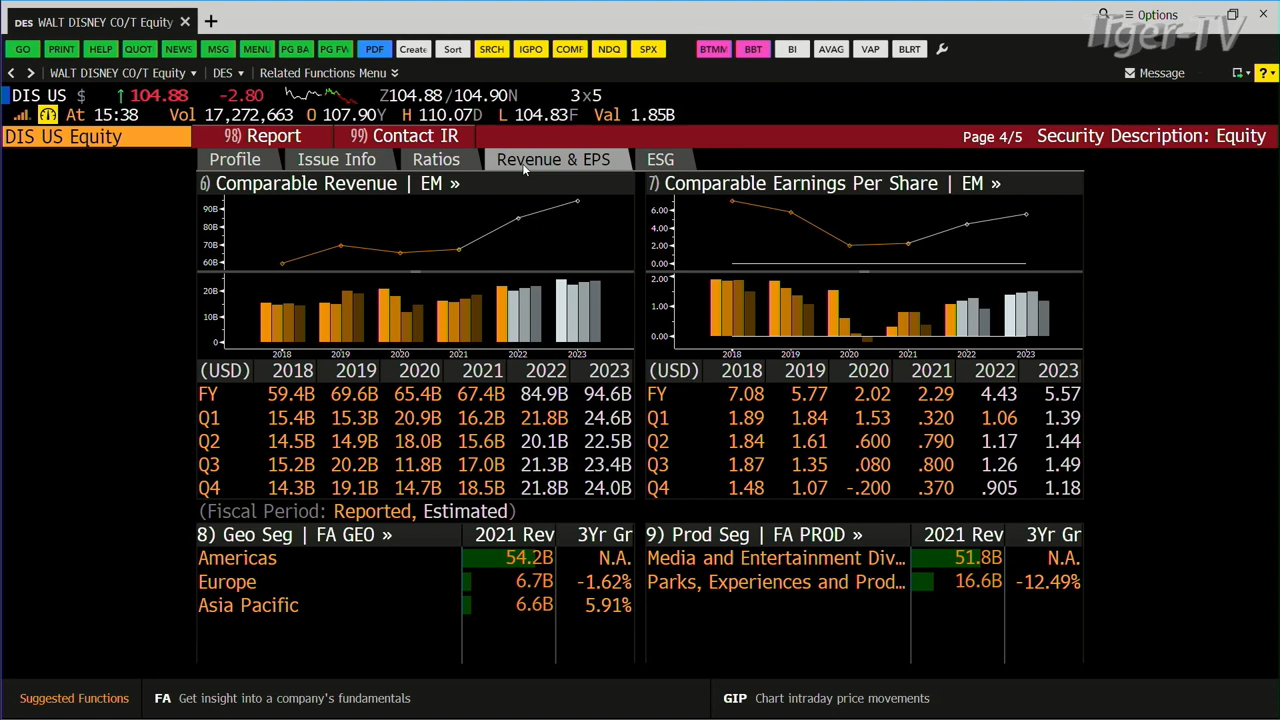 DES WALT DISNEY CO/T Equity × +
Options
Tiger-TV
GO PRINT HELP QUOT NEWS MSG MENU PG BA PG FW PDF Create Sort SRCH IGPO COMF NDQ SPX BTMM BBT BI AVAG VAP BLRT
< > WALT DISNEY CO/T Equity DES Related Functions Menu Message ?
DIS US $ ↑104.88 -2.80 Z104.88/104.90N 3x5
At 15:38 Vol 17,272,663 O 107.90Y H 110.07D L 104.83F Val 1.85B
DIS US Equity 98) Report 99) Contact IR Page 4/5 Security Description: Equity
Profile Issue Info Ratios Revenue & EPS ESG
6) Comparable Revenue | EM » 7) Comparable Earnings Per Share | EM »
90B
80B
70B
60B
6.00
4.00
2.00
0.00
20B
10B
0
2.00
1.00
0.00
2018 2019 2020 2021 2022 2023
2018 2019 2020 2021 2022 2023
(USD) 2018 2019 2020 2021 2022 2023
FY 59.4B 69.6B 65.4B 67.4B 84.9B 94.6B
Q1 15.4B 15.3B 20.9B 16.2B 21.8B 24.6B
Q2 14.5B 14.9B 18.0B 15.6B 20.1B 22.5B
Q3 15.2B 20.2B 11.8B 17.0B 21.3B 23.4B
Q4 14.3B 19.1B 14.7B 18.5B 21.8B 24.0B
(USD) 2018 2019 2020 2021 2022 2023
FY 7.08 5.77 2.02 2.29 4.43 5.57
Q1 1.89 1.84 1.53 .320 1.06 1.39
Q2 1.84 1.61 .600 .790 1.17 1.44
Q3 1.87 1.35 .080 .800 1.26 1.49
Q4 1.48 1.07 -.200 .370 .905 1.18
(Fiscal Period: Reported, Estimated)
8) Geo Seg | FA GEO » 2021 Rev 3Yr Gr
Americas 54.2B N.A.
Europe 6.7B -1.62%
Asia Pacific 6.6B 5.91%
9) Prod Seg | FA PROD » 2021 Rev 3Yr Gr
Media and Entertainment Div... 51.8B N.A.
Parks, Experiences and Prod... 16.6B -12.49%
Suggested Functions FA Get insight into a company's fundamentals GIP Chart intraday price movements